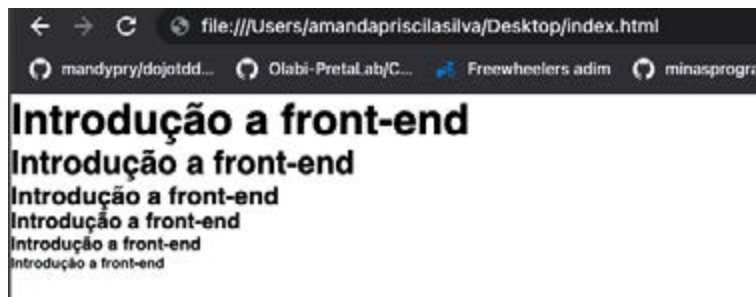 file:///Users/amandapriscilasilva/Desktop/index.html
mandypry/dojotdd... Olabi-PretaLab/C... Freewheelers adim minasprogra
Introdução a front-end
Introdução a front-end
Introdução a front-end
Introdução a front-end
Introdução a front-end
Introdução a front-end